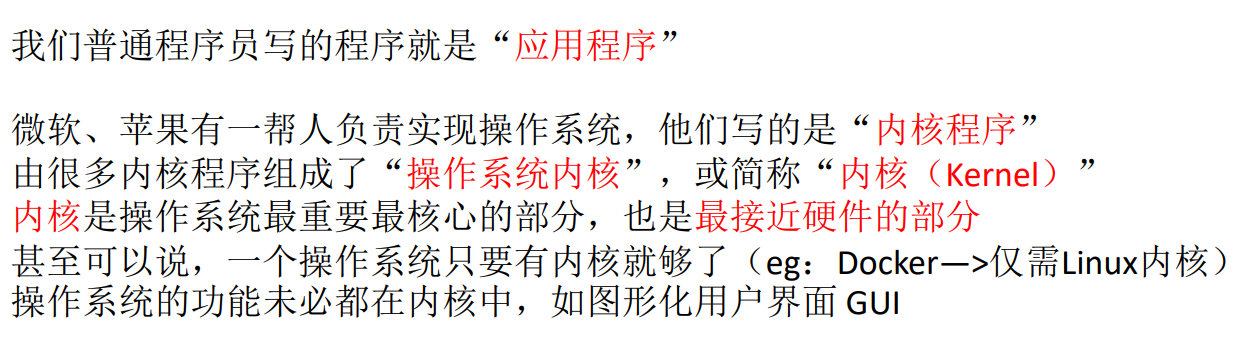 我们普通程序员写的程序就是“应用程序”
微软、苹果有一帮人负责实现操作系统，他们写的是“内核程序”
由很多内核程序组成了“操作系统内核”，或简称“内核（Kernel）”
内核是操作系统最重要最核心的部分，也是最接近硬件的部分
甚至可以说，一个操作系统只要有内核就够了（eg：Docker—>仅需Linux内核）
操作系统的功能未必都在内核中，如图形化用户界面 GUI